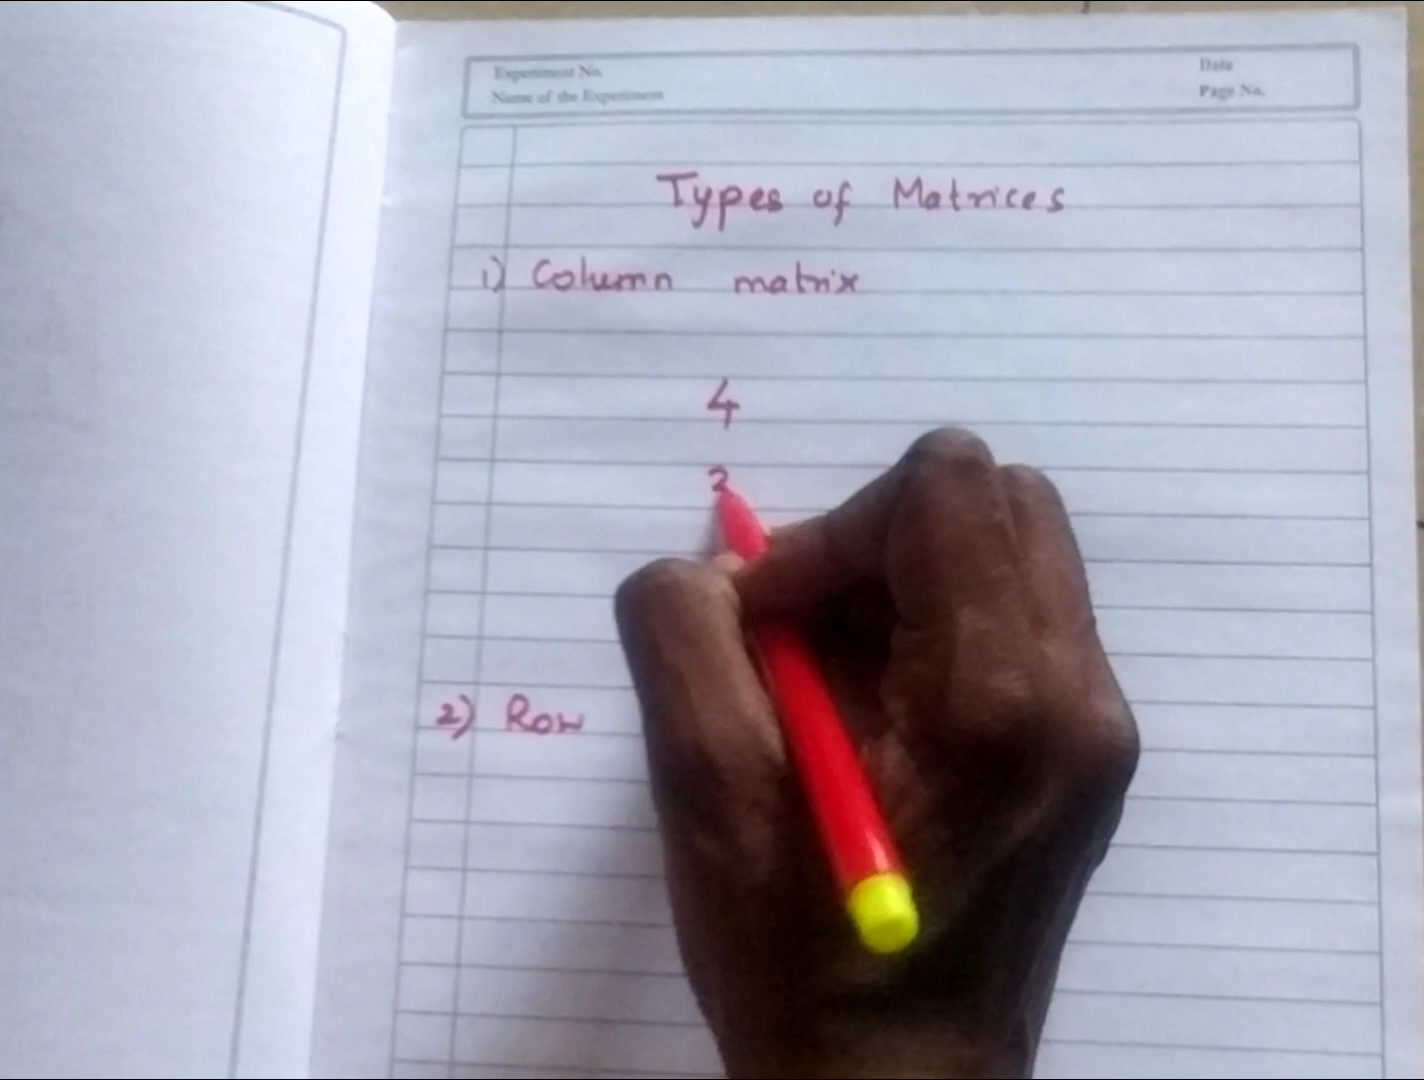 Experiment No. Date
Name of the Experiment Page No.
Types of Matrices
1) Column matrix
4
2) Row